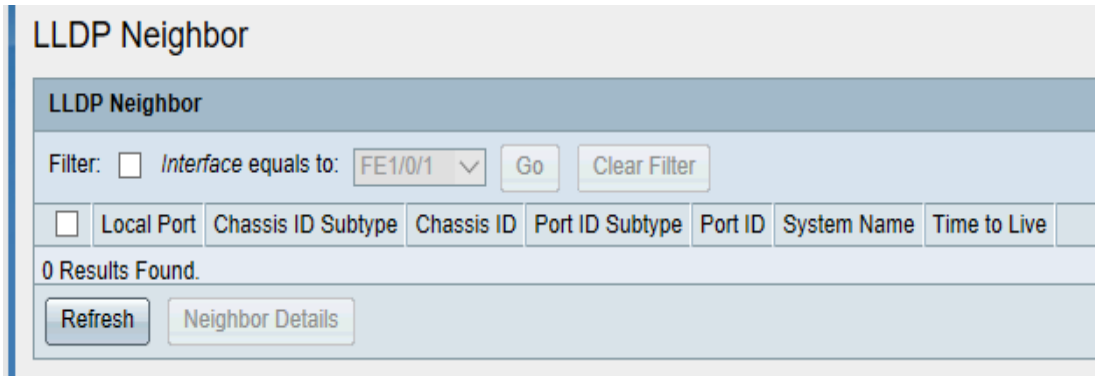 LLDP Neighbor
LLDP Neighbor
Filter: Interface equals to: FE1/0/1 Go Clear Filter
Local Port Chassis ID Subtype Chassis ID Port ID Subtype Port ID System Name Time to Live
0 Results Found.
Refresh Neighbor Details